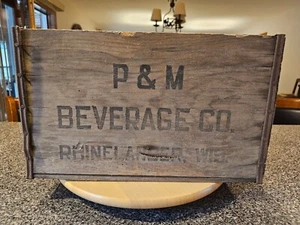 P & M
BEVERAGE CO.
RHINELANDER, WIS.